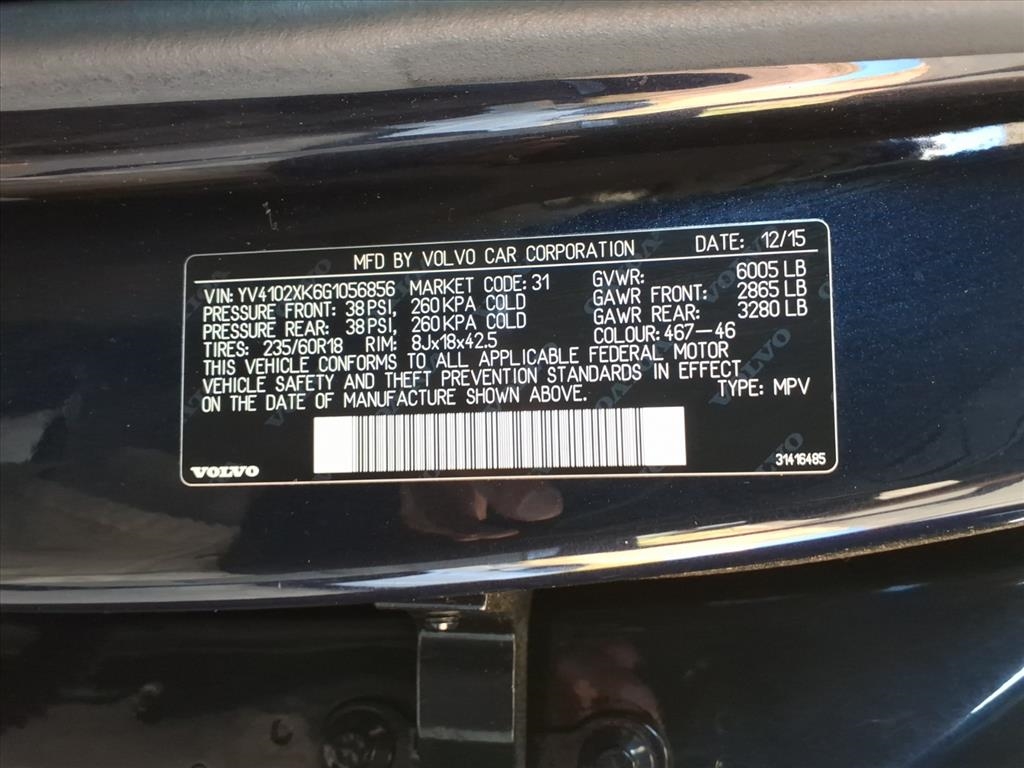 MFD BY VOLVO CAR CORPORATION DATE: 12/15
VIN: YV4102XK6G1056856 MARKET CODE: 31 GVWR: 6005 LB
PRESSURE FRONT: 38 PSI, 260 KPA COLD GAWR FRONT: 2865 LB
PRESSURE REAR: 38 PSI, 260 KPA COLD GAWR REAR: 3280 LB
TIRES: 235/60R18 RIM: 8Jx18x42.5 COLOUR: 467-46
THIS VEHICLE CONFORMS TO ALL APPLICABLE FEDERAL MOTOR
VEHICLE SAFETY AND THEFT PREVENTION STANDARDS IN EFFECT
ON THE DATE OF MANUFACTURE SHOWN ABOVE. TYPE: MPV
VOLVO 31416485